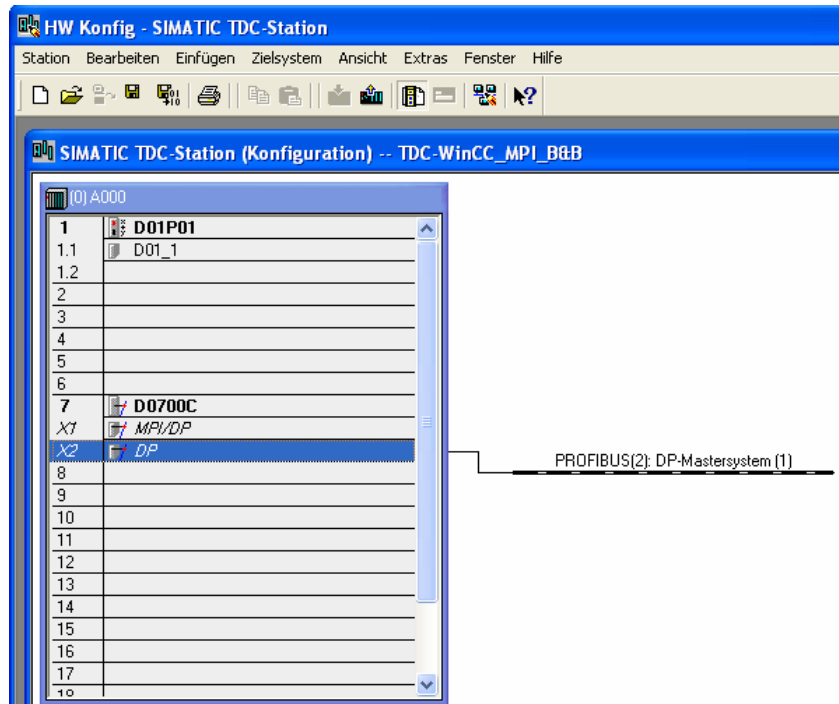 HW Konfig - SIMATIC TDC-Station
Station Bearbeiten Einfügen Zielsystem Ansicht Extras Fenster Hilfe
SIMATIC TDC-Station (Konfiguration) -- TDC-WinCC_MPI_B&B
(0) A000
1 D01P01
1.1 D01_1
1.2
2
3
4
5
6
7 D0700C
X1 MPI/DP
X2 DP
PROFIBUS(2): DP-Mastersystem (1)
8
9
10
11
12
13
14
15
16
17